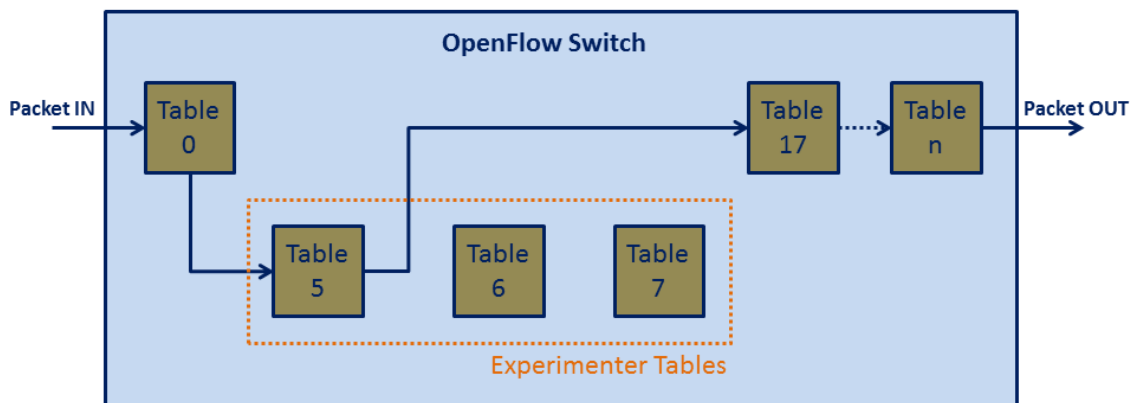 OpenFlow Switch
Packet IN
Table
0
Table
17
Table
n
Packet OUT
Table
5
Table
6
Table
7
Experimenter Tables